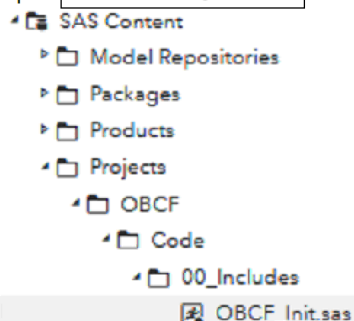 SAS Content
Model Repositories
Packages
Products
Projects
OBCF
Code
00_Includes
OBCF_Init.sas